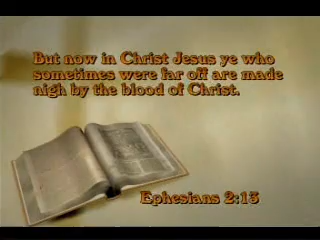 But now in Christ Jesus ye who
sometimes were far off are made
nigh by the blood of Christ.
Ephesians 2:13